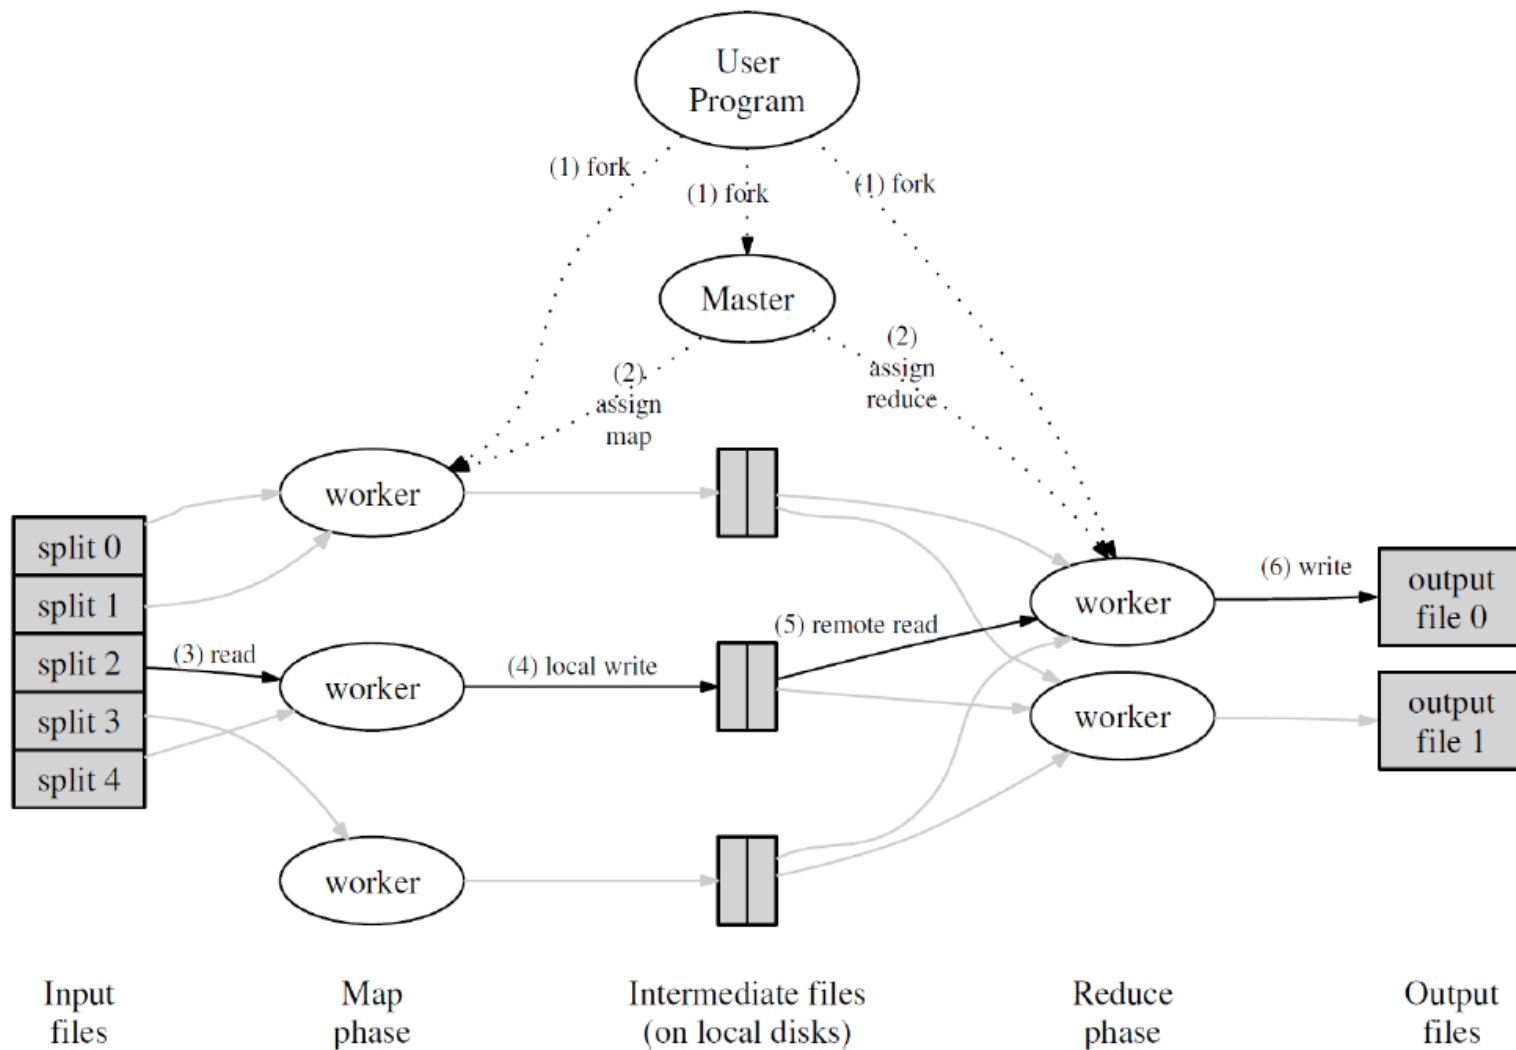 User
Program
(1) fork
(1) fork
(1) fork
Master
(2)
assign
map
(2)
assign
reduce
split 0
split 1
split 2
split 3
split 4
(3) read
worker
worker
worker
(4) local write
(5) remote read
worker
worker
(6) write
output
file 0
output
file 1
Input
files
Map
phase
Intermediate files
(on local disks)
Reduce
phase
Output
files